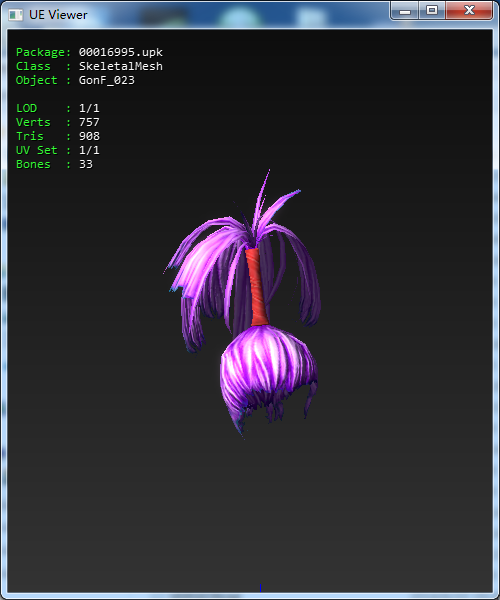 UE Viewer
Package: 00016995.upk
Class : SkeletalMesh
Object : GonF_023
LOD : 1/1
Verts : 757
Tris : 908
UV Set : 1/1
Bones : 33